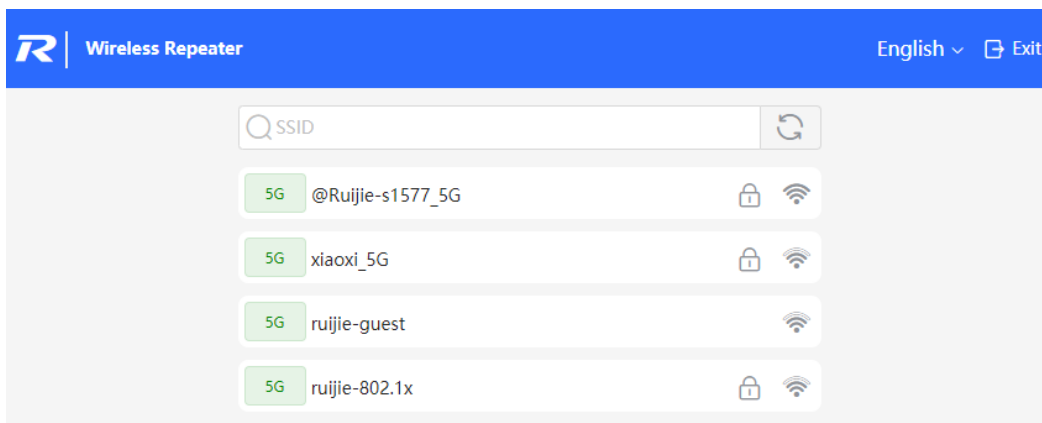 R Wireless Repeater English Exit
SSID
5G @Ruijie-s1577_5G
5G xiaoxi_5G
5G ruijie-guest
5G ruijie-802.1x